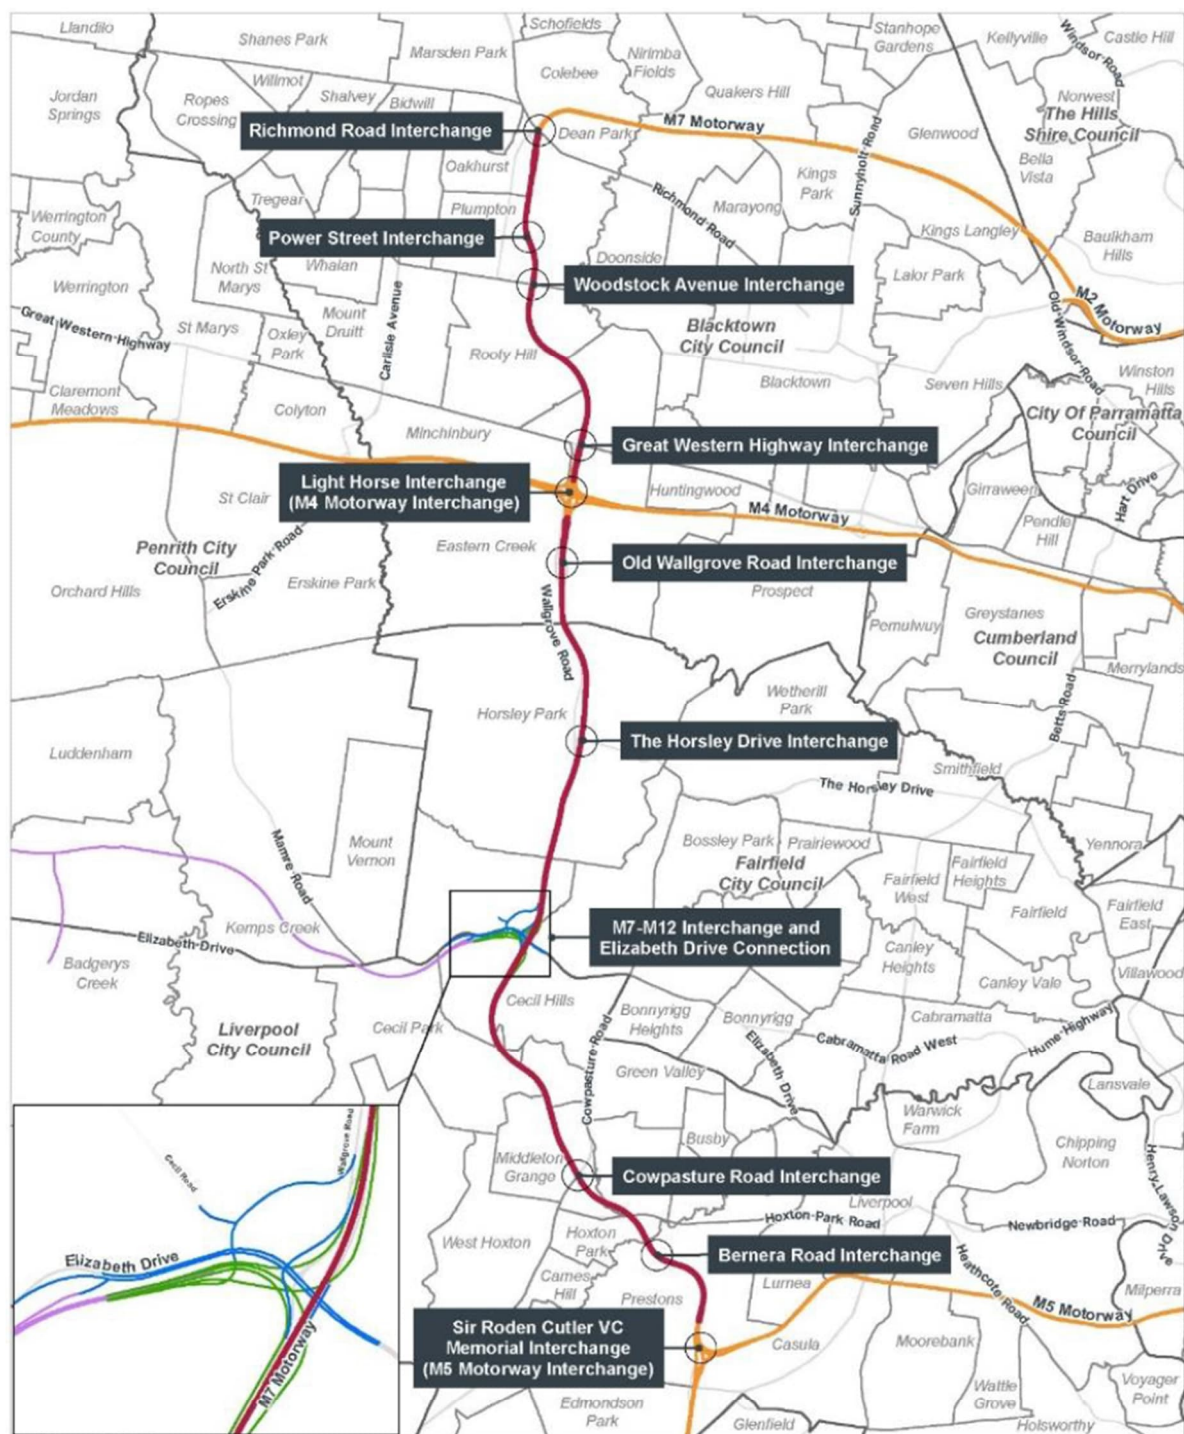 Llandilo
Shanes Park
Marsden Park
Schofields
Nirimba
Fields
Colebee
Stanhope
Gardens
Kellyville
Windsor Road
Castle Hill
Jordan
Springs
Willmot
Ropes
Crossing
Shalvey
Bidwill
Quakers Hill
Norwest
The Hills
Shire Council
Richmond Road Interchange
Dean Park
M7 Motorway
Sunnyholt Road
Glenwood
Bella
Vista
Oakhurst
Kings
Park
Richmond Road
Marayong
Tregear
Plumpton
Werrington
County
Power Street Interchange
Kings Langley
Baulkham
Hills
Whalan
North St
Marys
Doonside
Woodstock Avenue Interchange
Lalor Park
Werrington
Great Western Highway
St Marys
Oxley
Park
Mount
Druitt
Carlisle Avenue
Rooty Hill
Blacktown
City Council
M2 Motorway
Old Windsor Road
Winston
Hills
Claremont
Meadows
Colyton
Blacktown
Seven Hills
City Of Parramatta
Council
Minchinbury
Great Western Highway Interchange
Light Horse Interchange
(M4 Motorway Interchange)
St Clair
Huntingwood
M4 Motorway
Girraween
Pendle
Hill
Hart Drive
Penrith City
Council
Erskine Park Road
Eastern Creek
Old Wallgrove Road Interchange
Orchard Hills
Erskine Park
Wallgrove Road
Prospect
Pemulwuy
Greystanes
Cumberland
Council
Merrylands
Horsley Park
Wetherill
Park
Betts Road
Luddenham
The Horsley Drive Interchange
Smithfield
The Horsley Drive
Mamre Road
Mount
Vernon
Bossley Park
Prairiewood
Fairfield
City Council
Yennora
Fairfield
Heights
Fairfield
West
Fairfield
Fairfield
East
Kemps Creek
Elizabeth Drive
M7-M12 Interchange and
Elizabeth Drive Connection
Badgerys
Creek
Canley
Heights
Canley Vale
Villawood
Cecil Hills
Bonnyrigg
Heights
Bonnyrigg
Cabramatta
Hume Highway
Liverpool
City Council
Cecil Park
Cowpasture Road
Elizabeth Drive
Cabramatta Road West
Green Valley
Lansvale
Warwick
Farm
Busby
Chipping
Norton
Henry Lawson Drive
Middleton
Grange
Cowpasture Road Interchange
Liverpool
Hoxton Park Road
Newbridge Road
West Hoxton
Hoxton
Park
Bernera Road Interchange
Heathcote Road
Carnes
Hill
Prestons
Lurnea
M5 Motorway
Milperra
Sir Roden Cutler VC
Memorial Interchange
(M5 Motorway Interchange)
Casula
Moorebank
Wattle
Grove
Voyager
Point
Edmondson
Park
Glenfield
Holsworthy
Cecil Road
Wallgrove Road
Elizabeth Drive
M7 Motorway